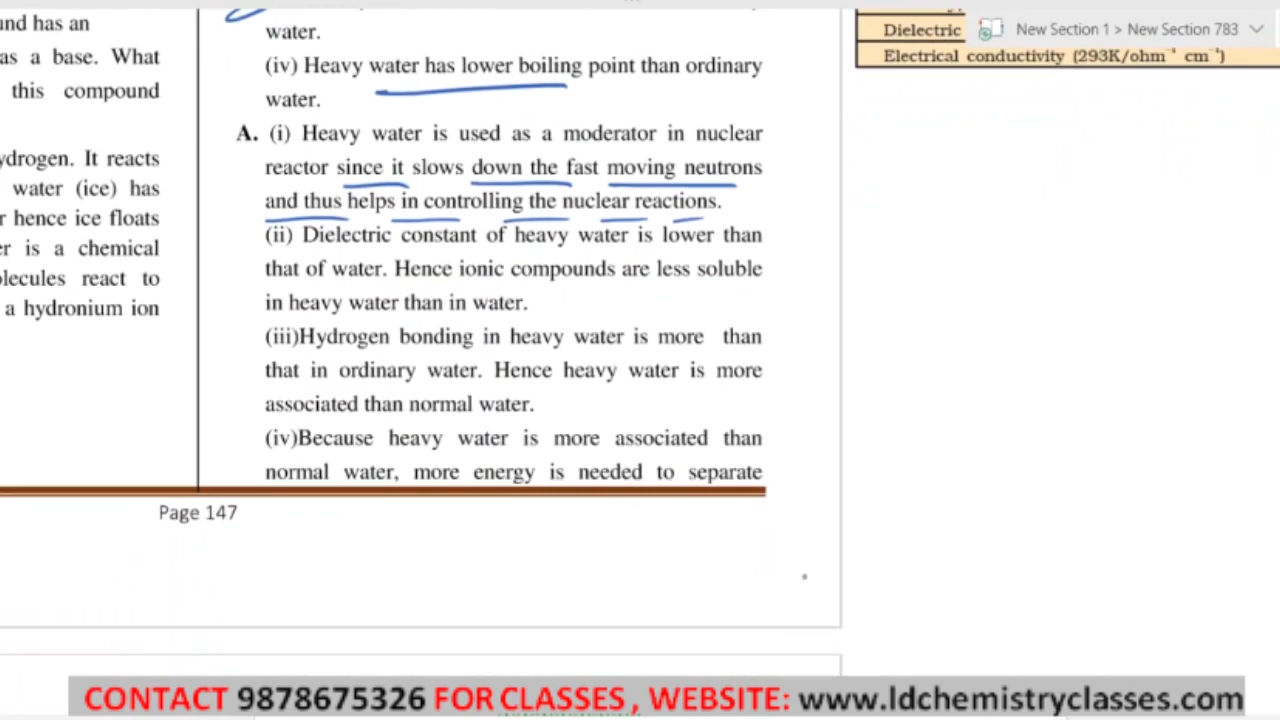 und has an
as a base. What
this compound
ydrogen. It reacts
water (ice) has
r hence ice floats
er is a chemical
olecules react to
a hydronium ion
water.
(iv) Heavy water has lower boiling point than ordinary
water.
A. (i) Heavy water is used as a moderator in nuclear
reactor since it slows down the fast moving neutrons
and thus helps in controlling the nuclear reactions.
(ii) Dielectric constant of heavy water is lower than
that of water. Hence ionic compounds are less soluble
in heavy water than in water.
(iii)Hydrogen bonding in heavy water is more than
that in ordinary water. Hence heavy water is more
associated than normal water.
(iv)Because heavy water is more associated than
normal water, more energy is needed to separate
Page 147
Dielectric
New Section 1 > New Section 783
Electrical conductivity (293K/ohm⁻¹ cm⁻¹)
CONTACT 9878675326 FOR CLASSES , WEBSITE: www.ldchemistryclasses.com